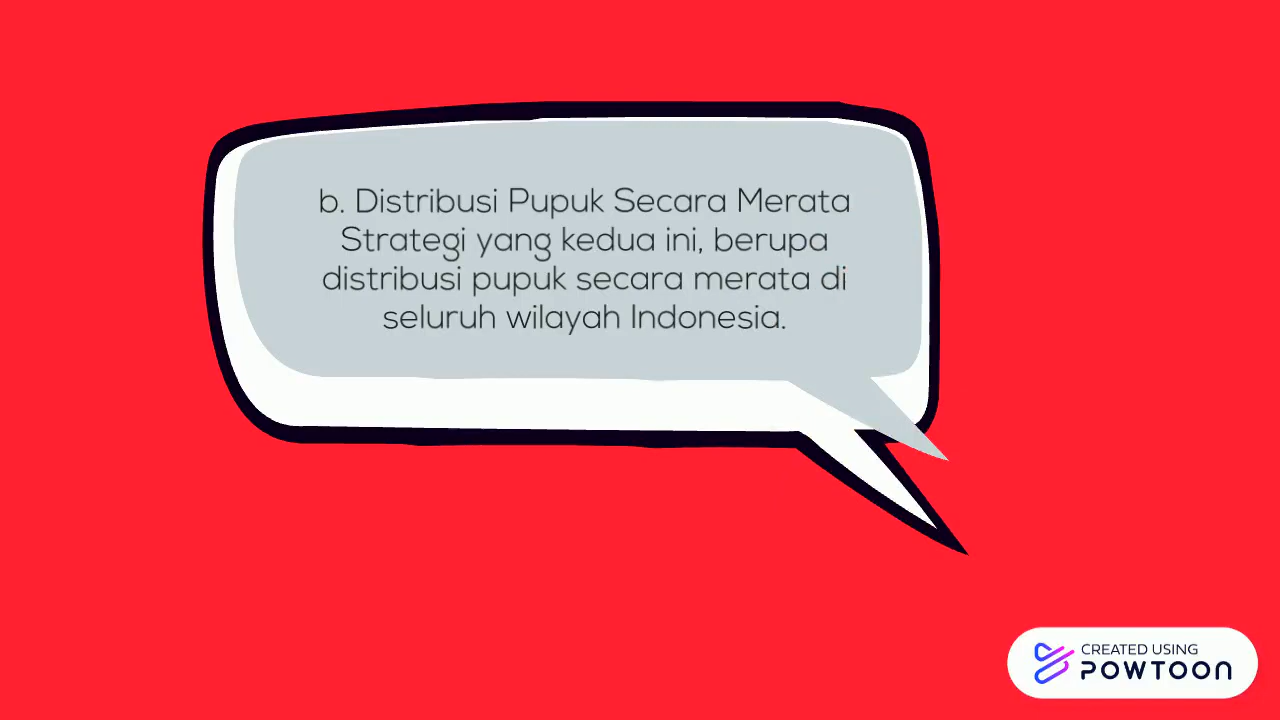 b. Distribusi Pupuk Secara Merata
Strategi yang kedua ini, berupa
distribusi pupuk secara merata di
seluruh wilayah Indonesia.
CREATED USING
POWTOON